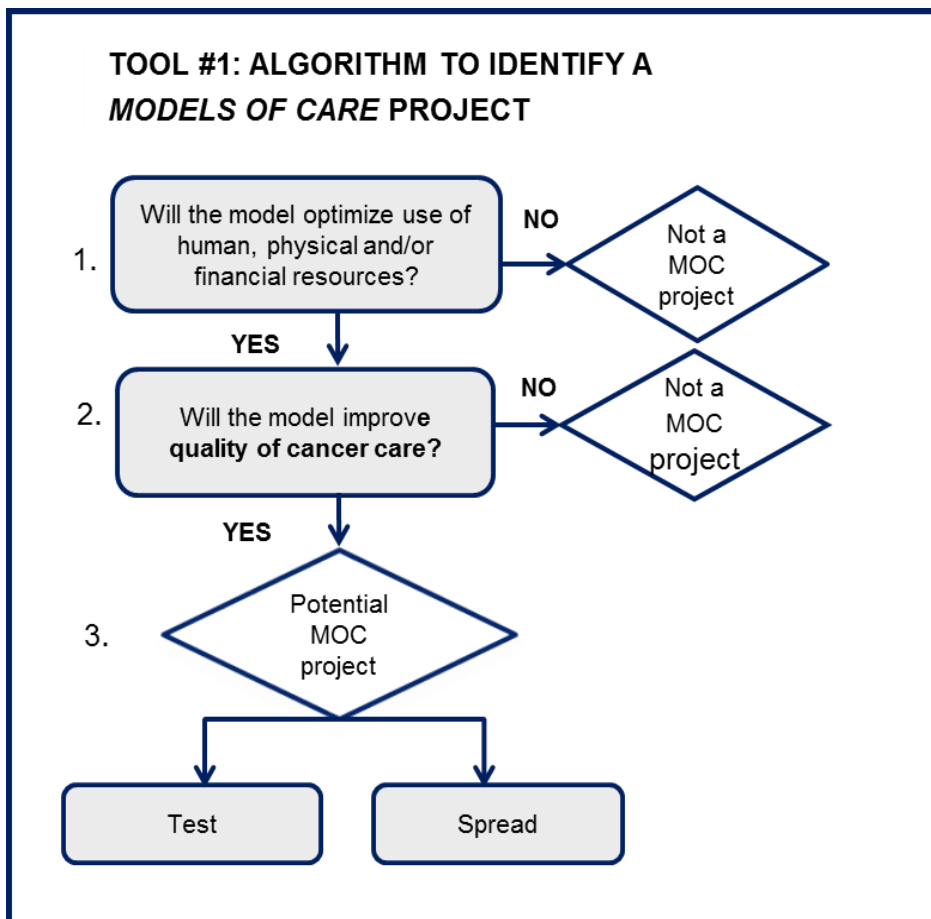 TOOL #1: ALGORITHM TO IDENTIFY A
MODELS OF CARE PROJECT
1.
Will the model optimize use of
human, physical and/or
financial resources?
NO
Not a
MOC
project
YES
2.
Will the model improve
quality of cancer care?
NO
Not a
MOC
project
YES
3.
Potential
MOC
project
Test
Spread